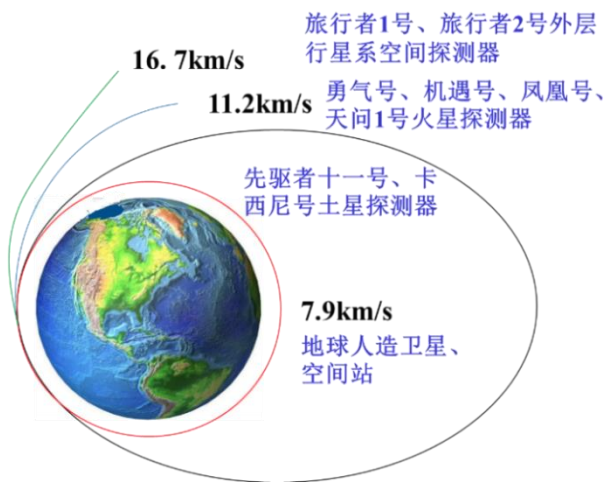 旅行者1号、旅行者2号外层
行星系空间探测器
16. 7km/s
勇气号、机遇号、凤凰号、
天问1号火星探测器
11.2km/s
先驱者十一号、卡
西尼号土星探测器
7.9km/s
地球人造卫星、
空间站